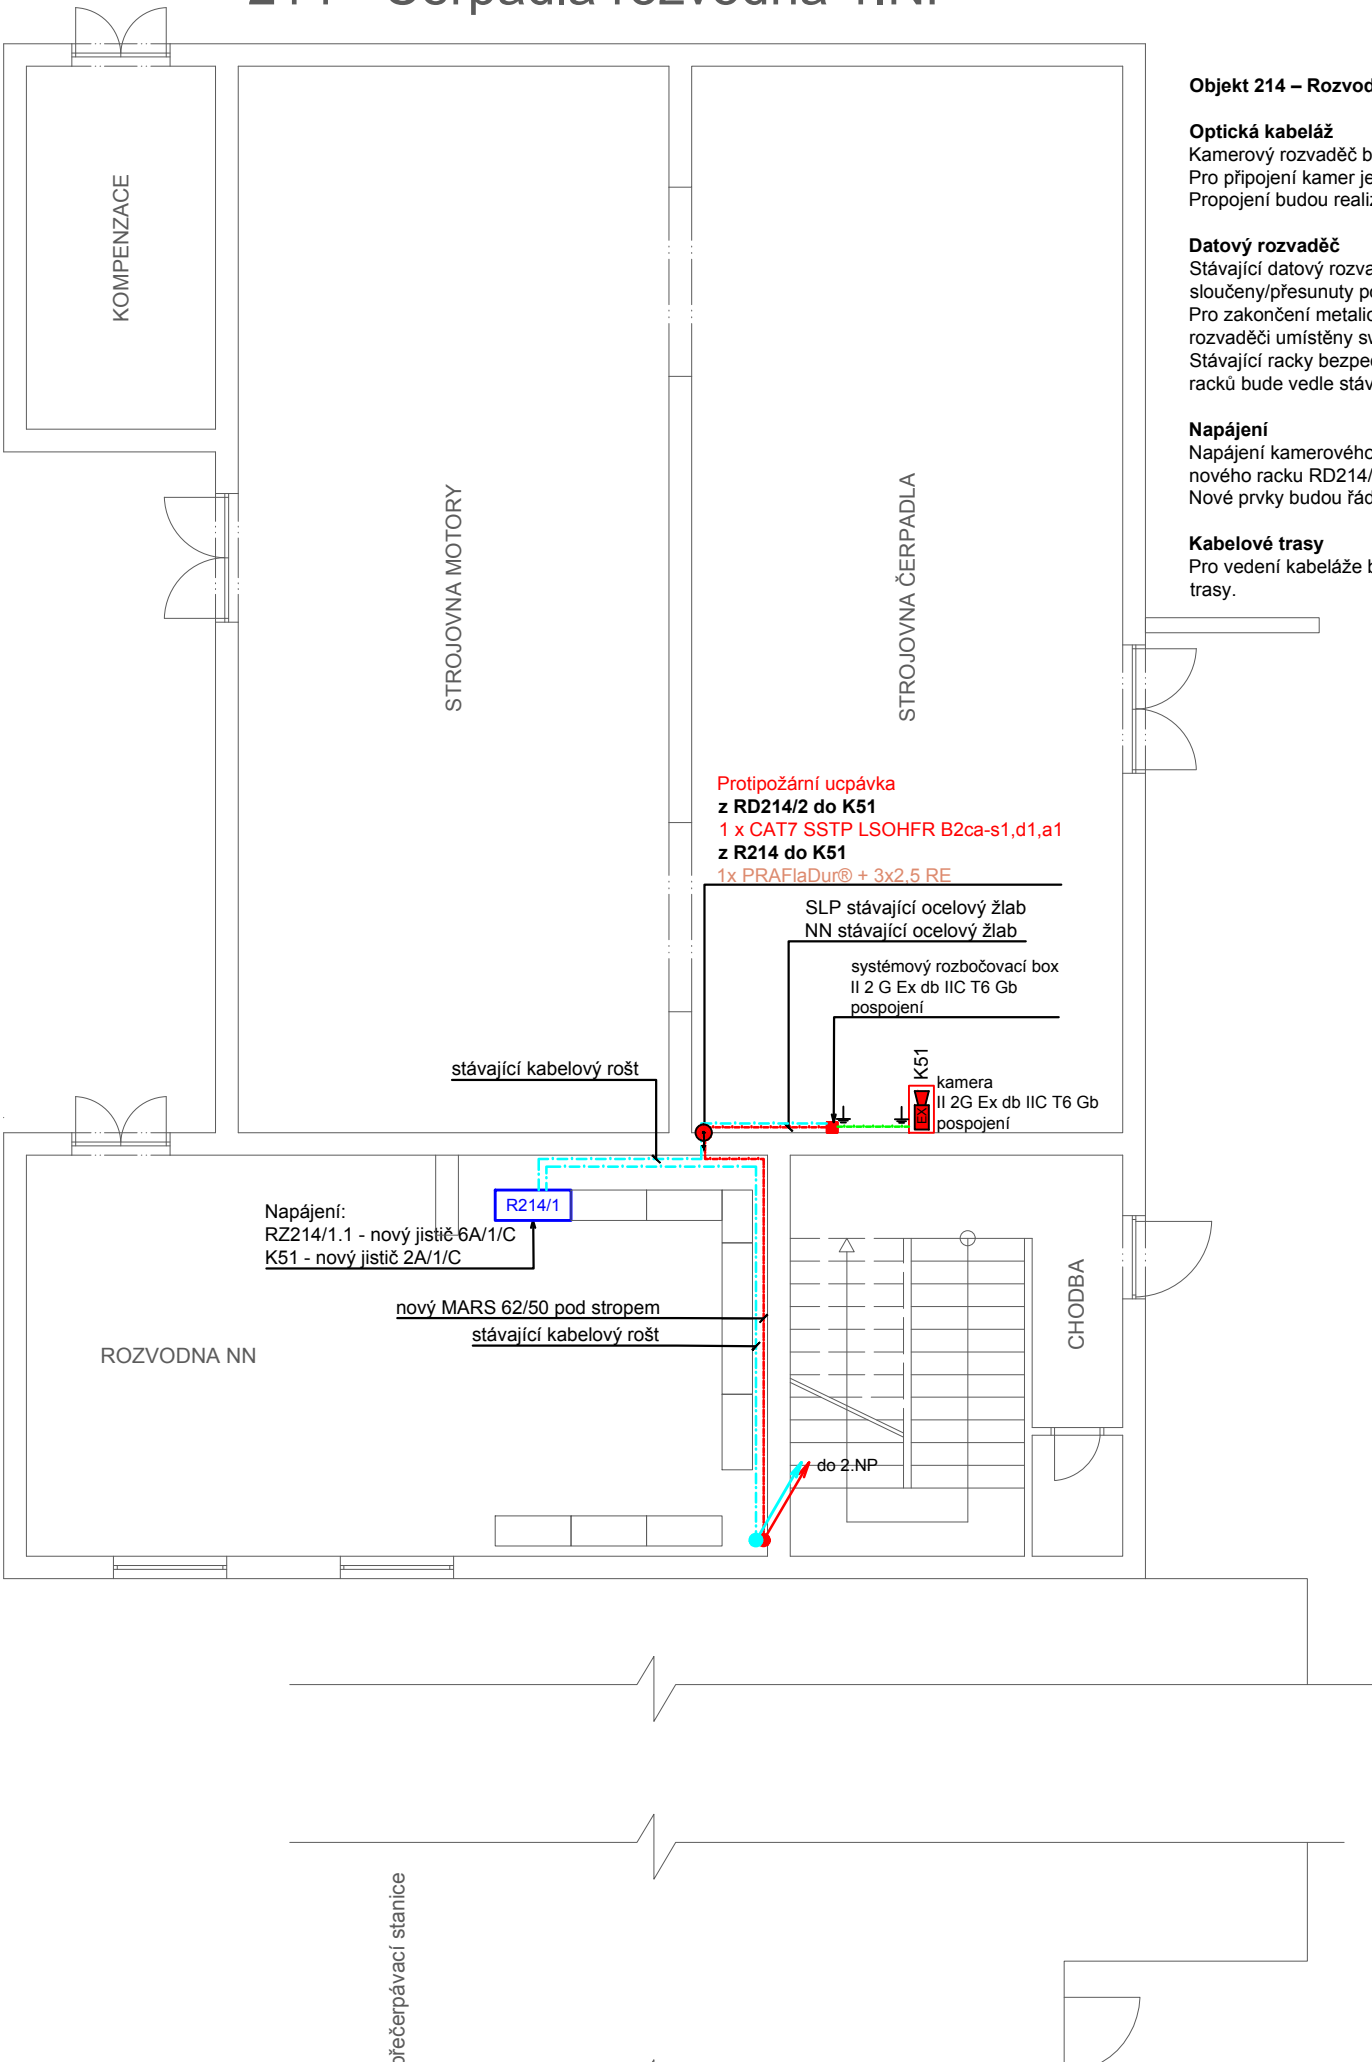 Objekt 214 – Rozvod
Optická kabeláž
Kamerový rozvaděč b
Pro připojení kamer je
Propojení budou realiz
Datový rozvaděč
Stávající datový rozva
sloučeny/přesunuty po
Pro zakončení metalic
rozvaděči umístěny sw
Stávající racky bezpeč
racků bude vedle stáv
Napájení
Napájení kamerového
nového racku RD214/
Nové prvky budou řád
Kabelové trasy
Pro vedení kabeláže b
trasy.
KOMPENZACE
STROJOVNA MOTORY
STROJOVNA ČERPADLA
Protipožární ucpávka
z RD214/2 do K51
1 x CAT7 SSTP LSOHFR B2ca-s1,d1,a1
z R214 do K51
1x PRAFlaDur® + 3x2,5 RE
SLP stávající ocelový žlab
NN stávající ocelový žlab
systémový rozbočovací box
II 2 G Ex db IIC T6 Gb
pospojení
K51
EX
kamera
II 2G Ex db IIC T6 Gb
pospojení
stávající kabelový rošt
R214/1
Napájení:
RZ214/1.1 - nový jistič 6A/1/C
K51 - nový jistič 2A/1/C
nový MARS 62/50 pod stropem
stávající kabelový rošt
ROZVODNA NN
CHODBA
do 2.NP
přečerpávací stanice